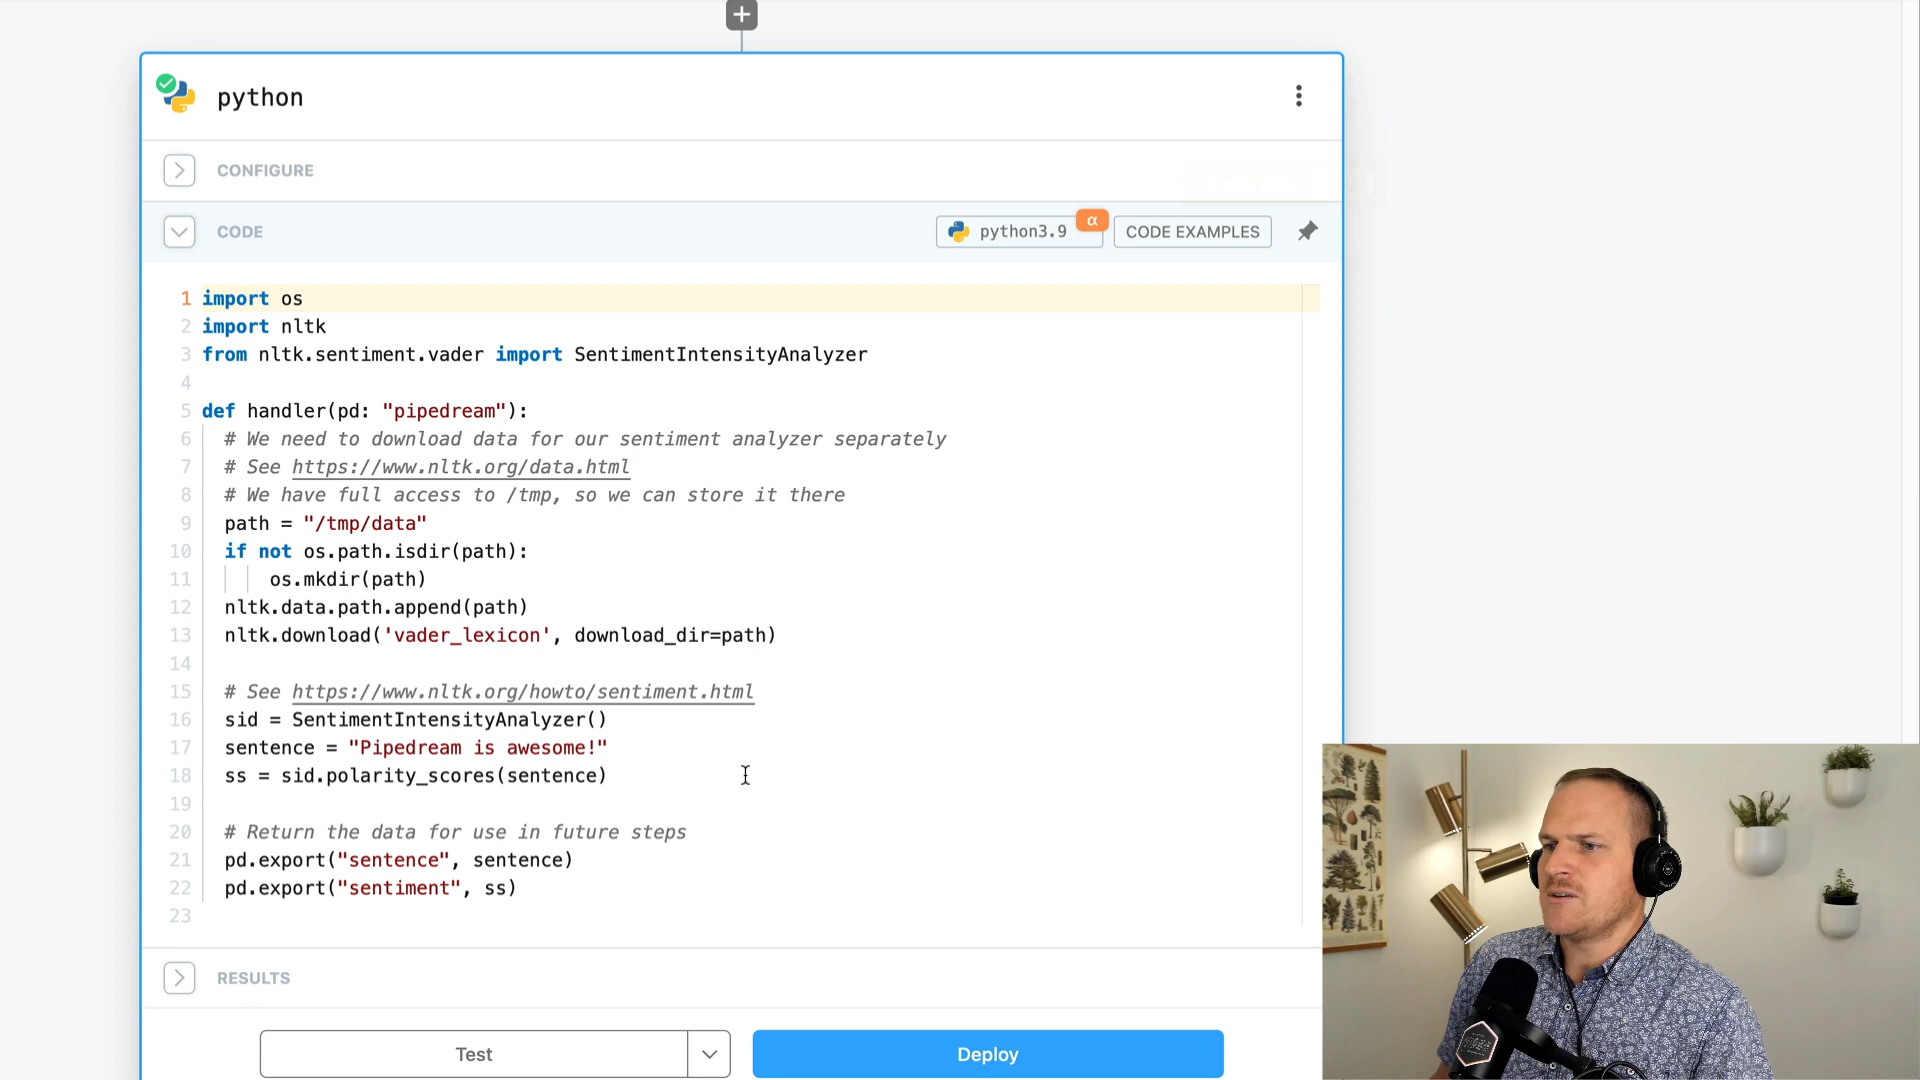 python
CONFIGURE
CODE
python3.9
α
CODE EXAMPLES
1 import os
2 import nltk
3 from nltk.sentiment.vader import SentimentIntensityAnalyzer
4
5 def handler(pd: "pipedream"):
6 # We need to download data for our sentiment analyzer separately
7 # See https://www.nltk.org/data.html
8 # We have full access to /tmp, so we can store it there
9 path = "/tmp/data"
10 if not os.path.isdir(path):
11 os.mkdir(path)
12 nltk.data.path.append(path)
13 nltk.download('vader_lexicon', download_dir=path)
14
15 # See https://www.nltk.org/howto/sentiment.html
16 sid = SentimentIntensityAnalyzer()
17 sentence = "Pipedream is awesome!"
18 ss = sid.polarity_scores(sentence)
19
20 # Return the data for use in future steps
21 pd.export("sentence", sentence)
22 pd.export("sentiment", ss)
23
RESULTS
Test
Deploy